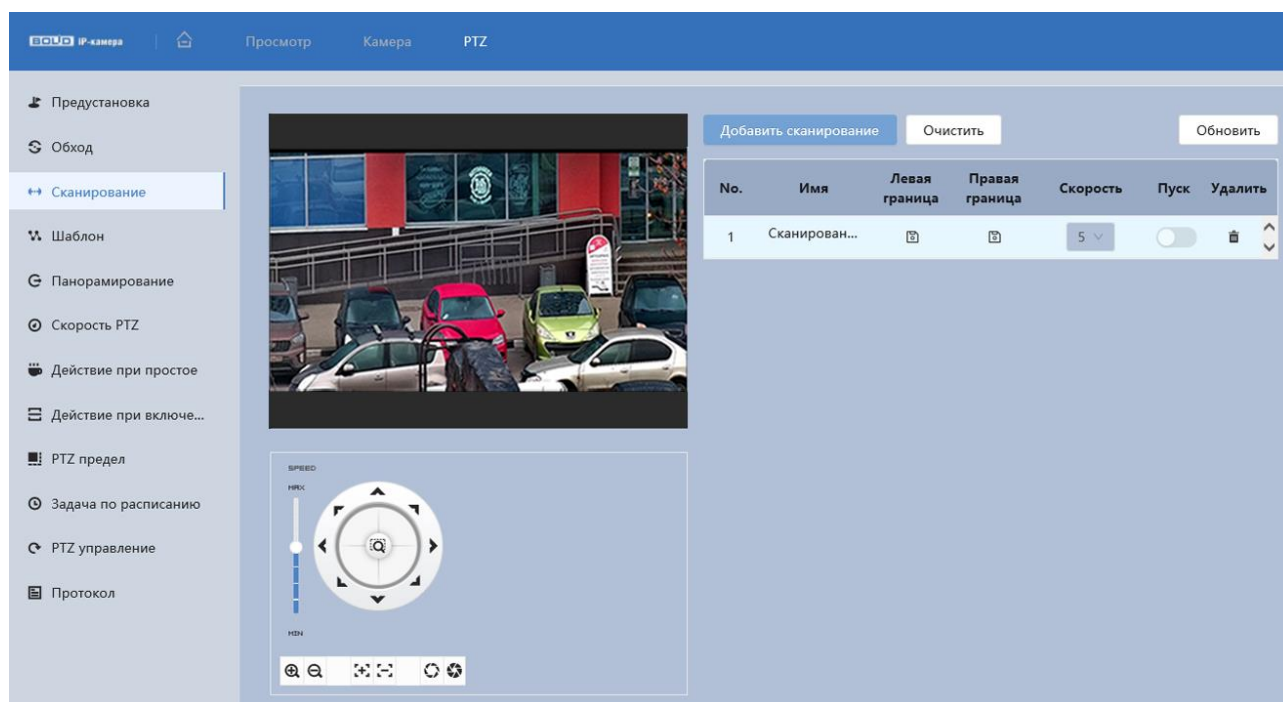 BOLID IP-камера
Просмотр
Камера
PTZ
Предустановка
Обход
Сканирование
Шаблон
Панорамирование
Скорость PTZ
Действие при простое
Действие при включе...
PTZ предел
Задача по расписанию
PTZ управление
Протокол
Добавить сканирование
Очистить
Обновить
No.
Имя
Левая
граница
Правая
граница
Скорость
Пуск
Удалить
1
Сканирован...
5
SPEED
MAX
MIN